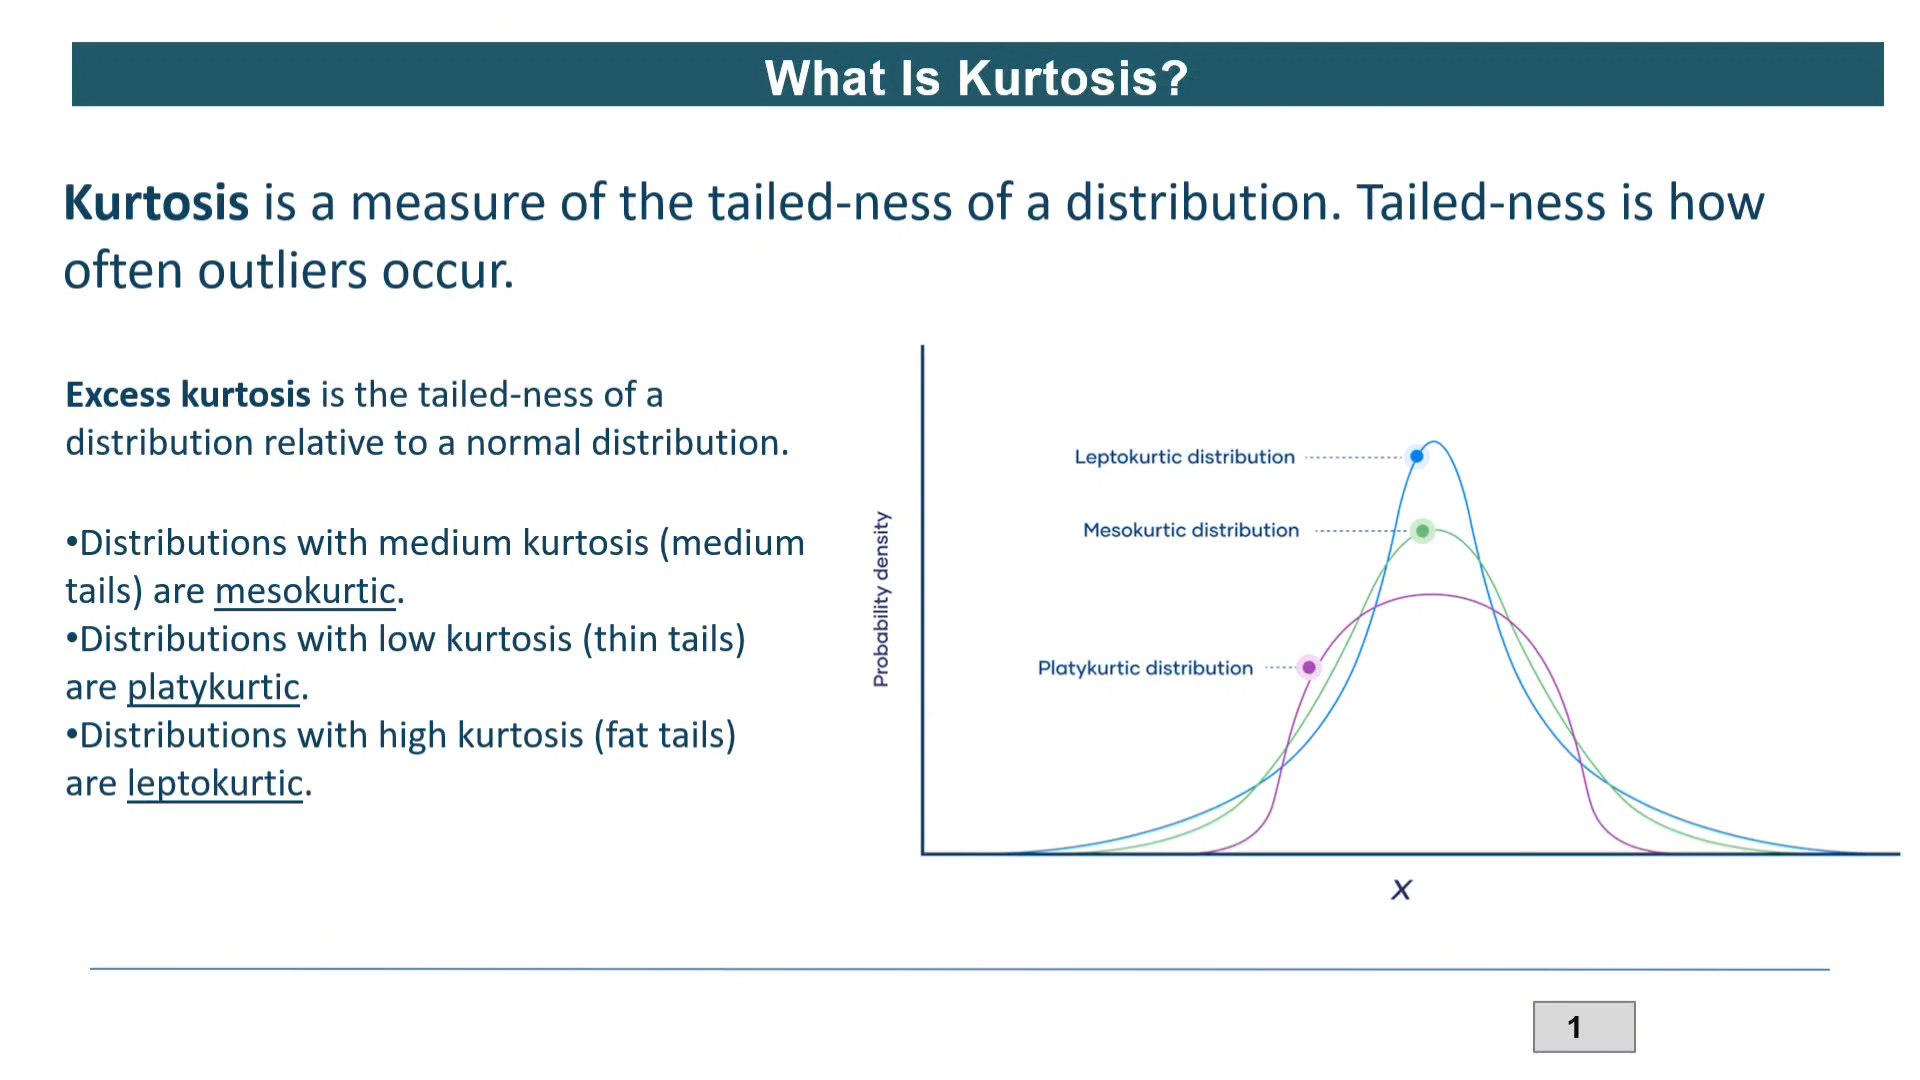 What Is Kurtosis?
Kurtosis is a measure of the tailed-ness of a distribution. Tailed-ness is how
often outliers occur.
Excess kurtosis is the tailed-ness of a
distribution relative to a normal distribution.
•Distributions with medium kurtosis (medium
tails) are mesokurtic.
•Distributions with low kurtosis (thin tails)
are platykurtic.
•Distributions with high kurtosis (fat tails)
are leptokurtic.
Leptokurtic distribution
Mesokurtic distribution
Platykurtic distribution
Probability density
X
1